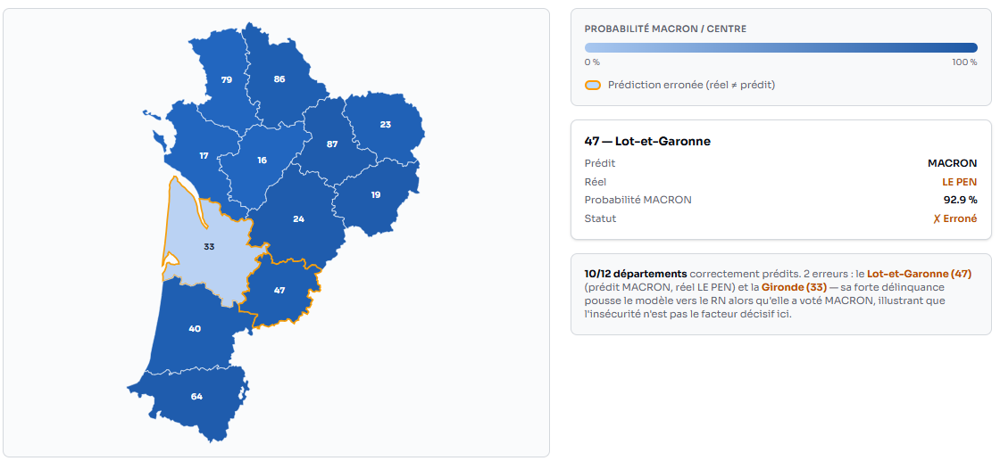 79
86
23
87
17
16
19
24
33
47
40
64
PROBABILITÉ MACRON / CENTRE
0 %
100 %
Prédiction erronée (réel ≠ prédit)
47 — Lot-et-Garonne
Prédit MACRON
Réel LE PEN
Probabilité MACRON 92.9 %
Statut ✗ Erroné
10/12 départements correctement prédits. 2 erreurs : le Lot-et-Garonne (47)
(prédit MACRON, réel LE PEN) et la Gironde (33) — sa forte délinquance
pousse le modèle vers le RN alors qu'elle a voté MACRON, illustrant que
l'insécurité n'est pas le facteur décisif ici.